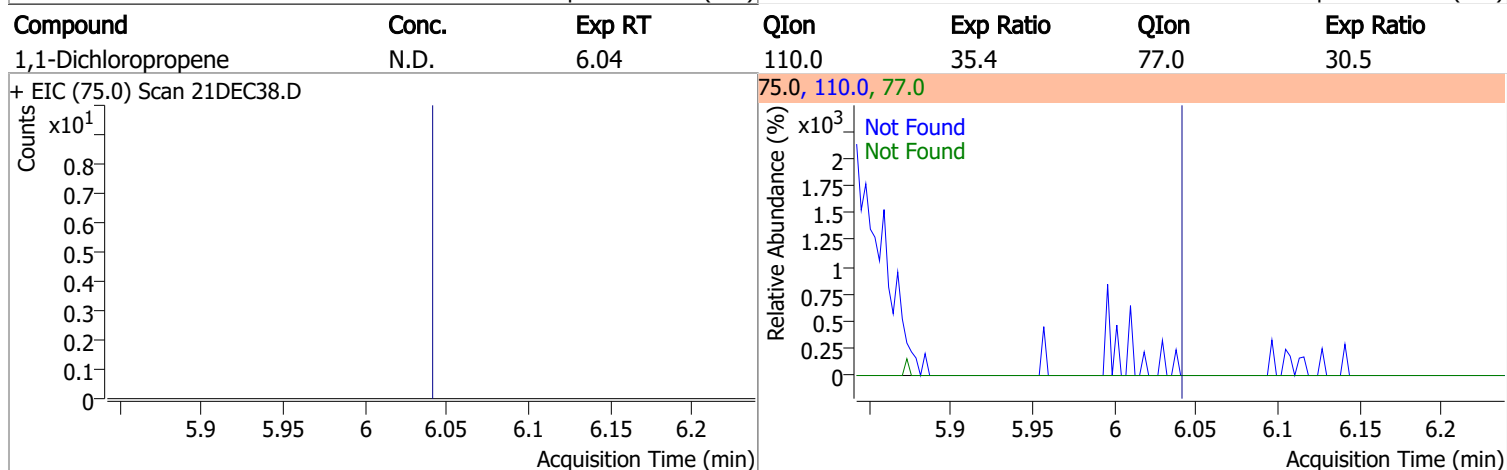 Compound Conc. Exp RT QIon Exp Ratio QIon Exp Ratio
1,1-Dichloropropene N.D. 6.04 110.0 35.4 77.0 30.5
+ EIC (75.0) Scan 21DEC38.D
Counts
x10^1
0.8
0.7
0.6
0.5
0.4
0.3
0.2
0.1
0
5.9 5.95 6 6.05 6.1 6.15 6.2
Acquisition Time (min)
75.0, 110.0, 77.0
Relative Abundance (%)
x10^3
Not Found
Not Found
2
1.75
1.5
1.25
1
0.75
0.5
0.25
0
5.9 5.95 6 6.05 6.1 6.15 6.2
Acquisition Time (min)